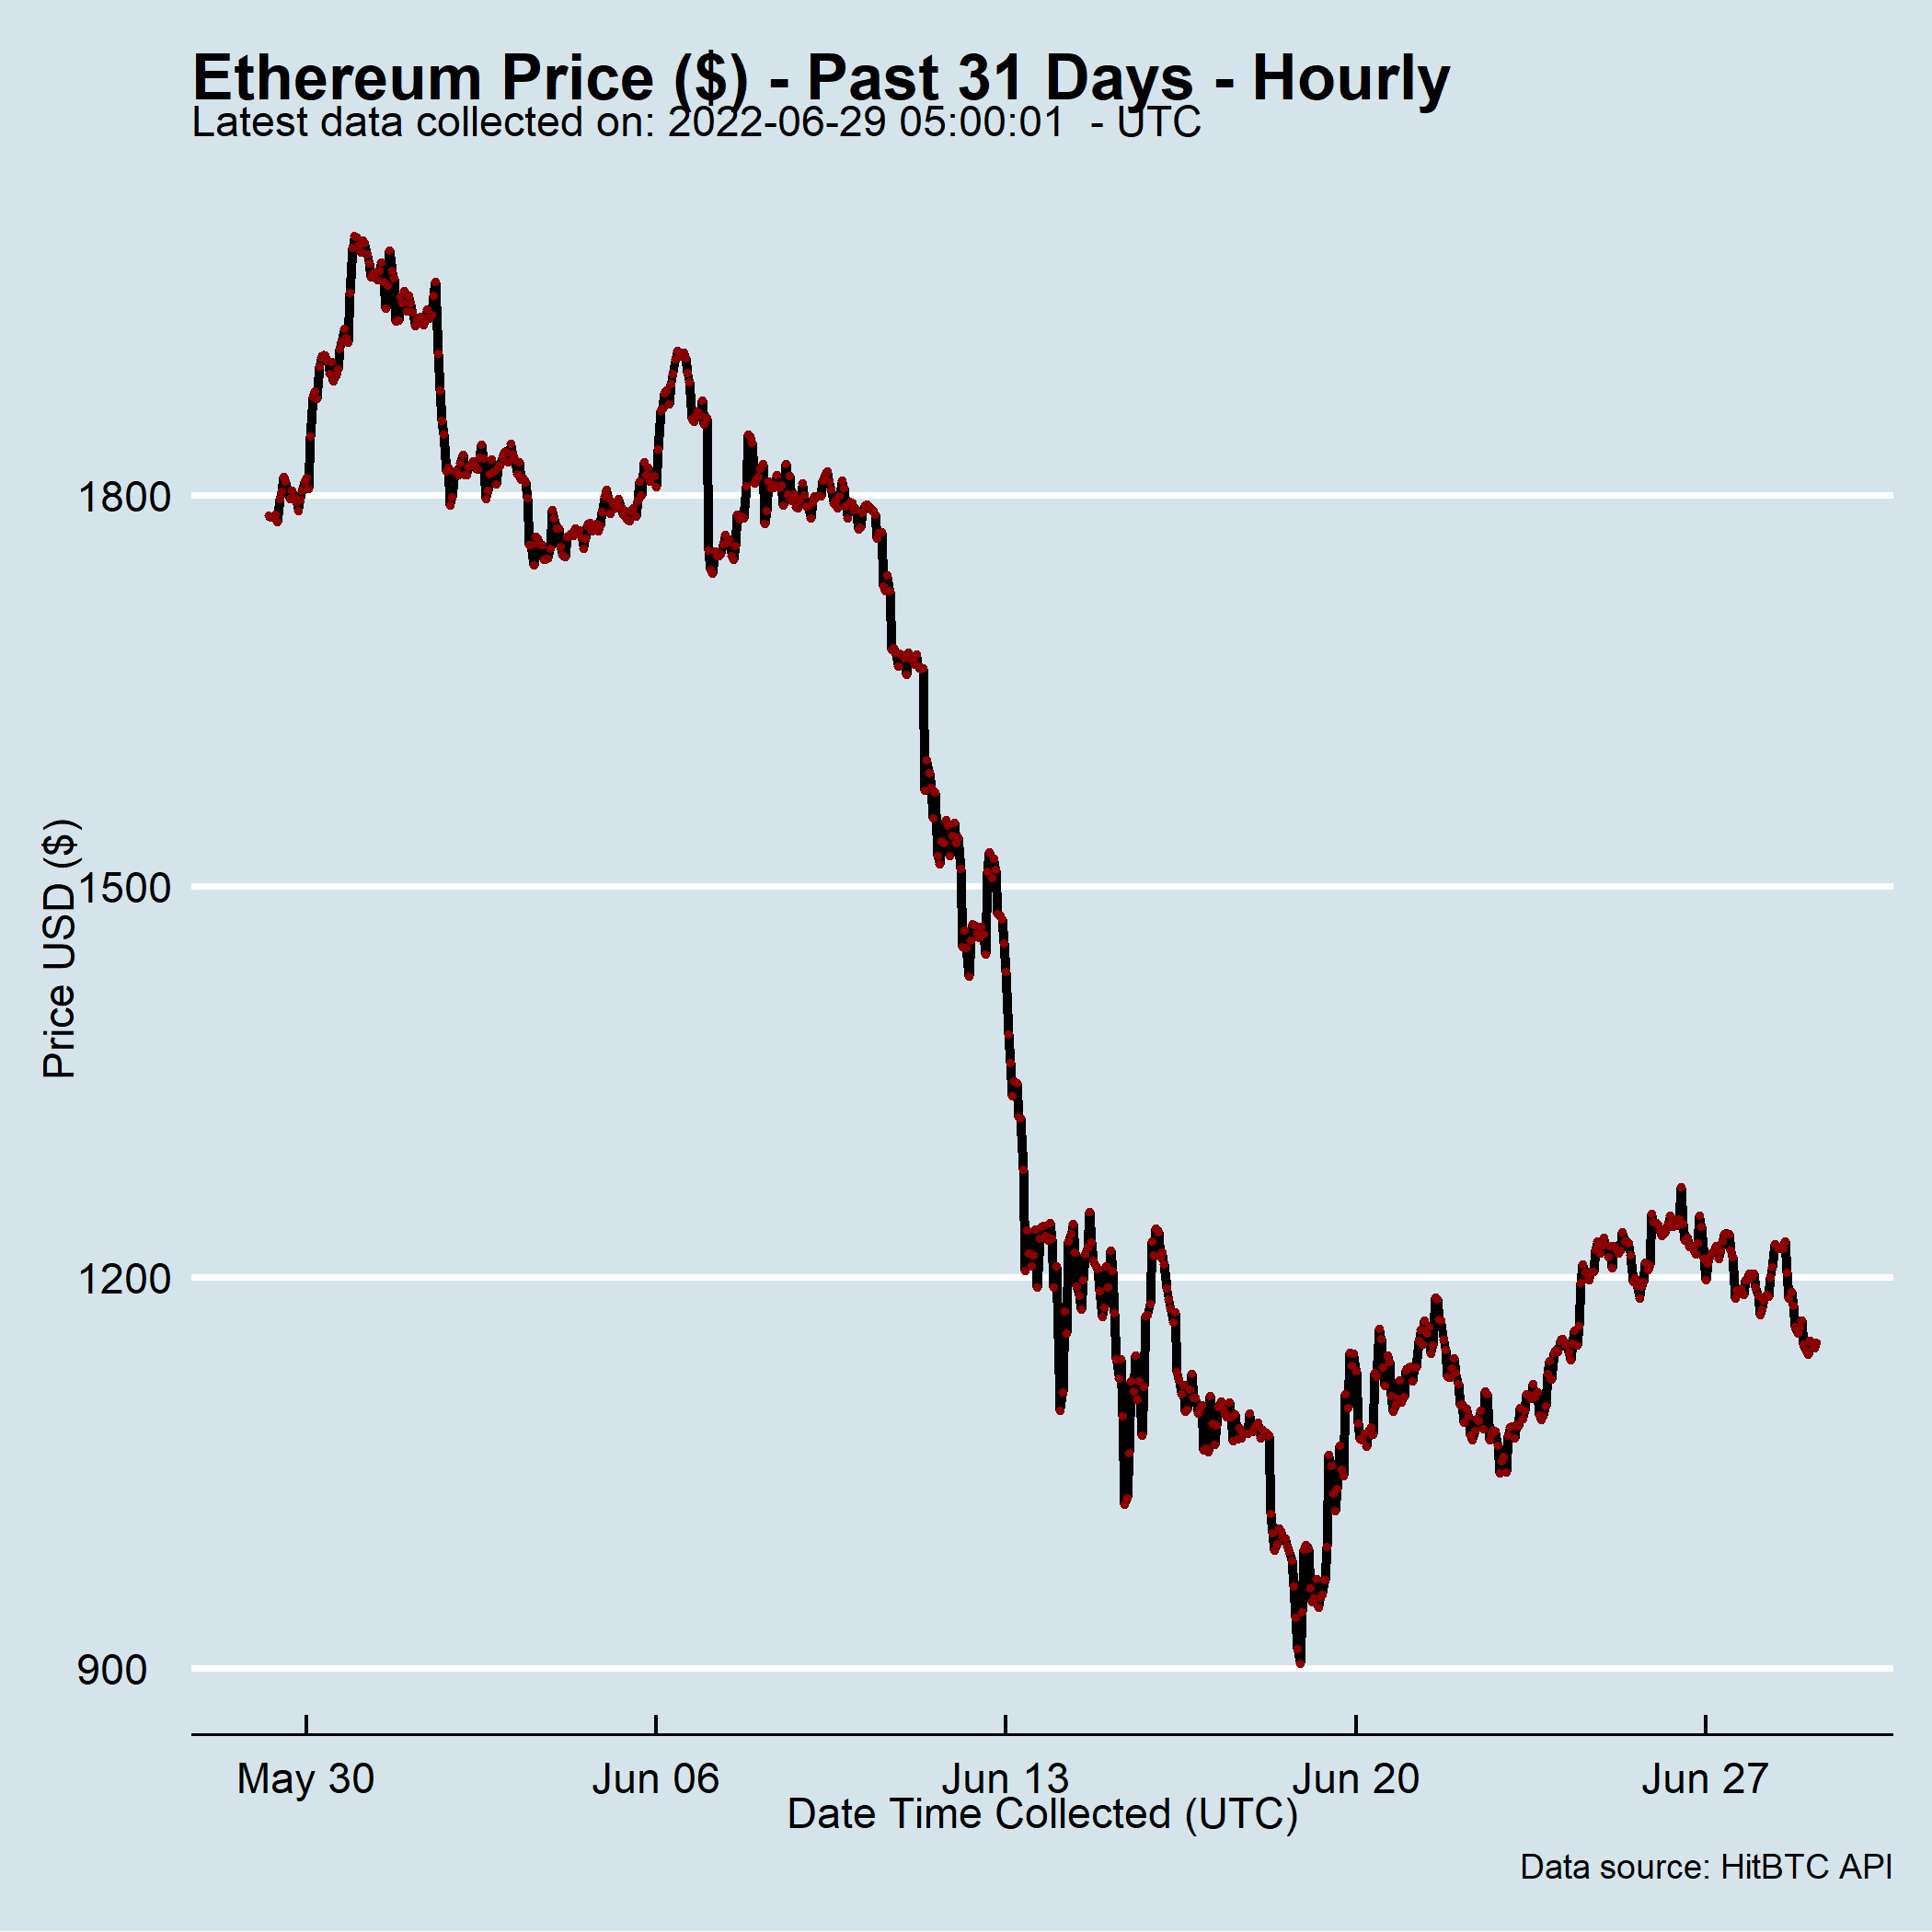 Ethereum Price ($) - Past 31 Days - Hourly
Latest data collected on: 2022-06-29 05:00:01  - UTC
Price USD ($)
1800
1500
1200
900
May 30
Jun 06
Jun 13
Jun 20
Jun 27
Date Time Collected (UTC)
Data source: HitBTC API